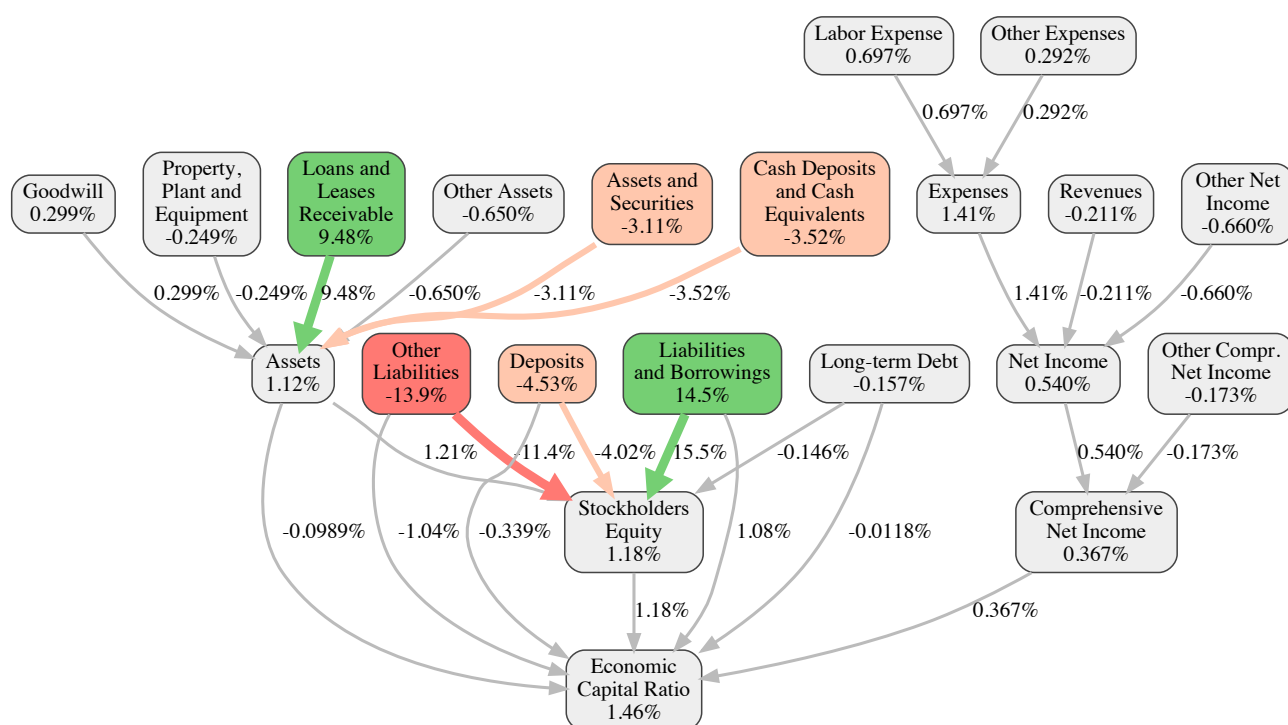 Labor Expense
0.697%
Other Expenses
0.292%
0.697%
0.292%
Goodwill
0.299%
Property,
Plant and
Equipment
-0.249%
Loans and
Leases
Receivable
9.48%
Other Assets
-0.650%
Assets and
Securities
-3.11%
Cash Deposits
and Cash
Equivalents
-3.52%
Expenses
1.41%
Revenues
-0.211%
Other Net
Income
-0.660%
0.299%
-0.249%
9.48%
-0.650%
-3.11%
-3.52%
1.41%
-0.211%
-0.660%
Assets
1.12%
Other
Liabilities
-13.9%
Deposits
-4.53%
Liabilities
and Borrowings
14.5%
Long-term Debt
-0.157%
Net Income
0.540%
Other Compr.
Net Income
-0.173%
1.21%
-11.4%
-4.02%
15.5%
-0.146%
0.540%
-0.173%
-0.0989%
-1.04%
-0.339%
Stockholders
Equity
1.18%
1.08%
-0.0118%
Comprehensive
Net Income
0.367%
1.18%
0.367%
Economic
Capital Ratio
1.46%